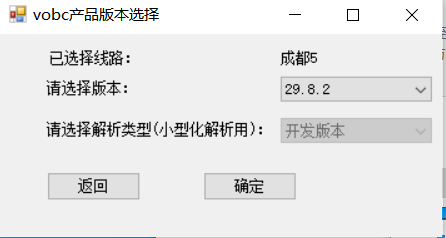 vobc产品版本选择
已选择线路： 成都5
请选择版本： 29.8.2
请选择解析类型(小型化解析用)： 开发版本
返回 确定